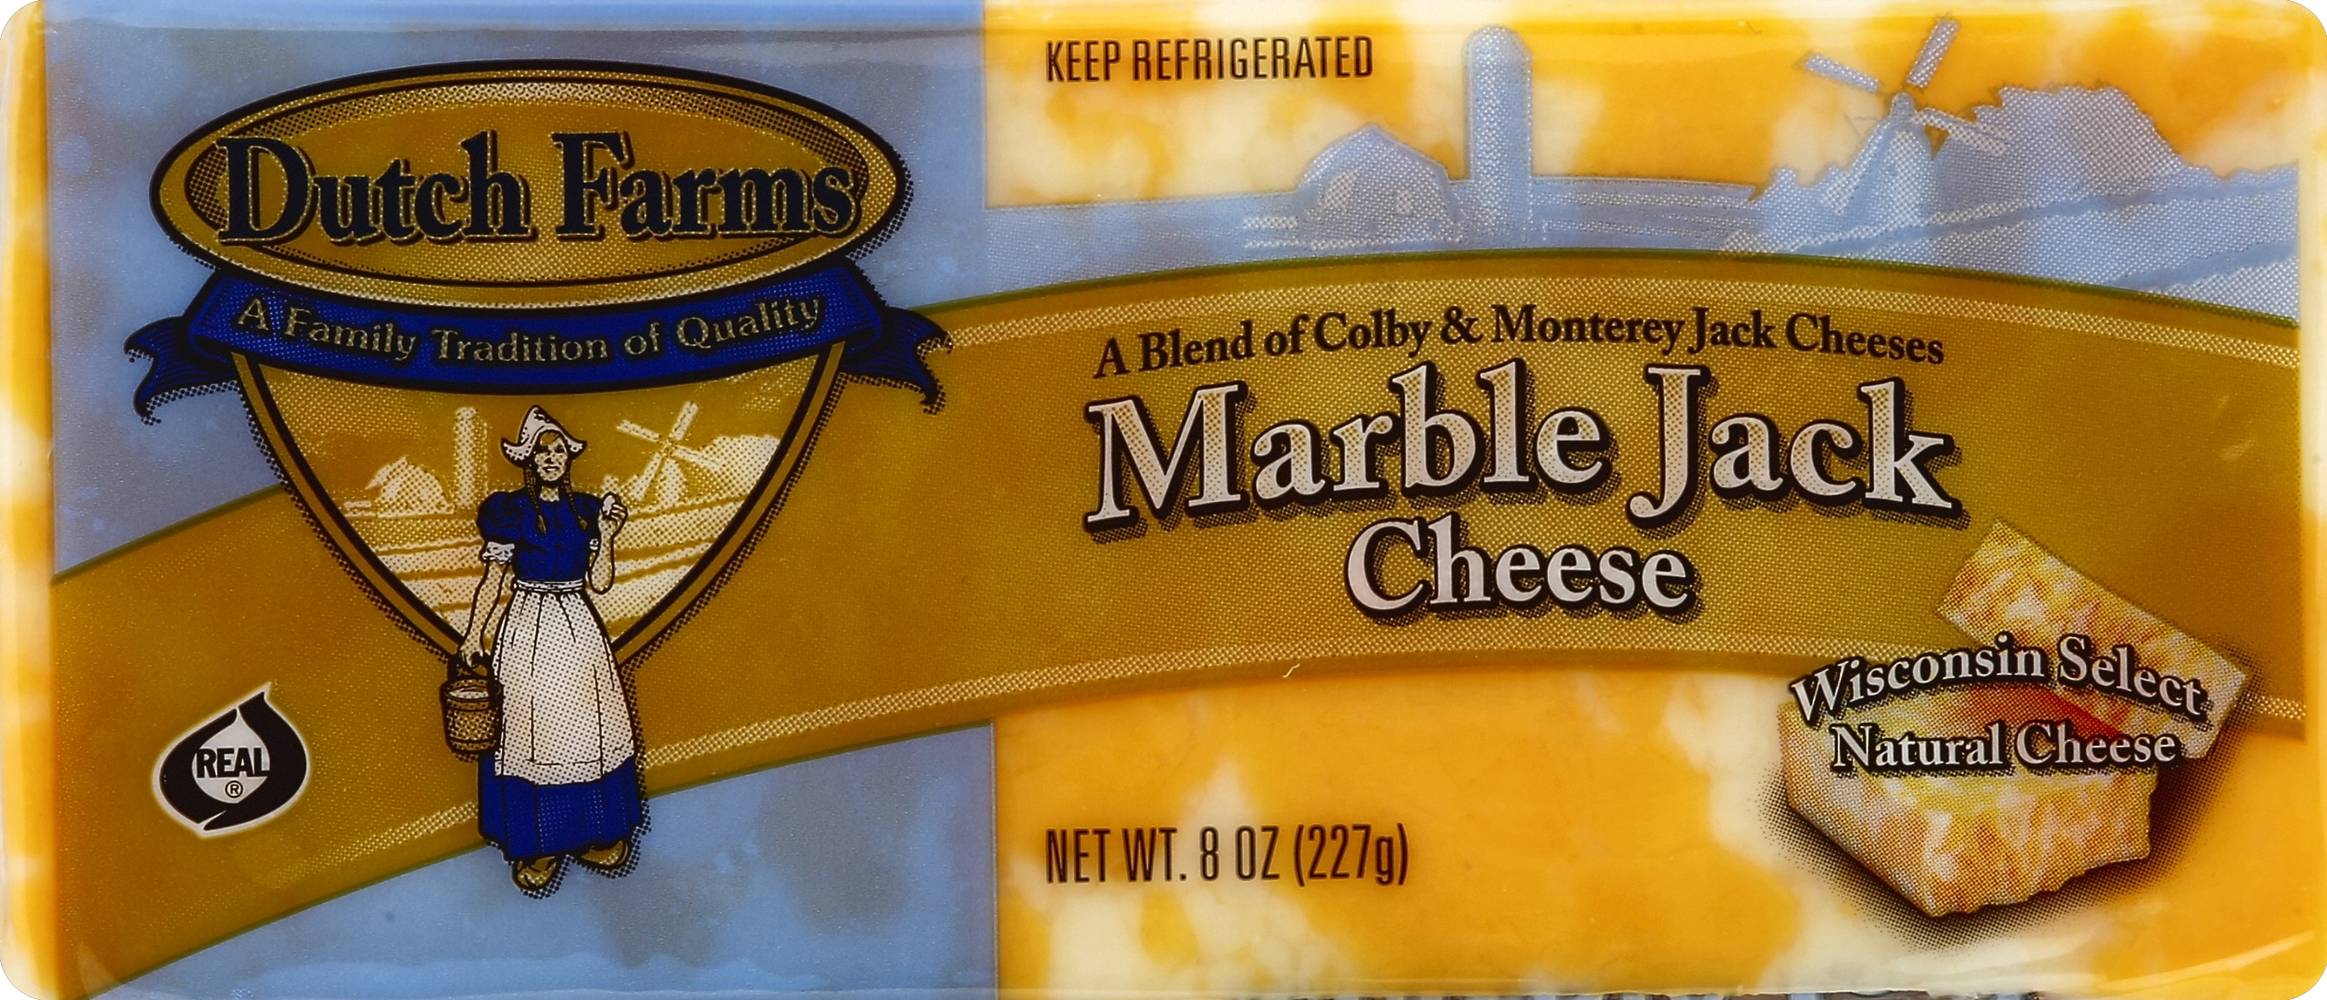 Dutch Farms
A Family Tradition of Quality
REAL
®
KEEP REFRIGERATED
A Blend of Colby & Monterey Jack Cheeses
Marble Jack
Cheese
Wisconsin Select
Natural Cheese
NET WT. 8 OZ (227g)